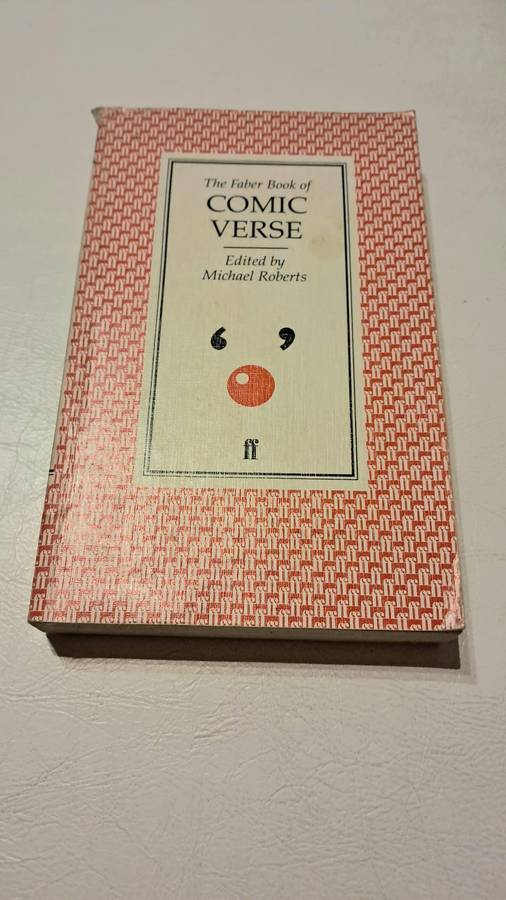 The Faber Book of
COMIC
VERSE
Edited by
Michael Roberts
‘ ’
ff